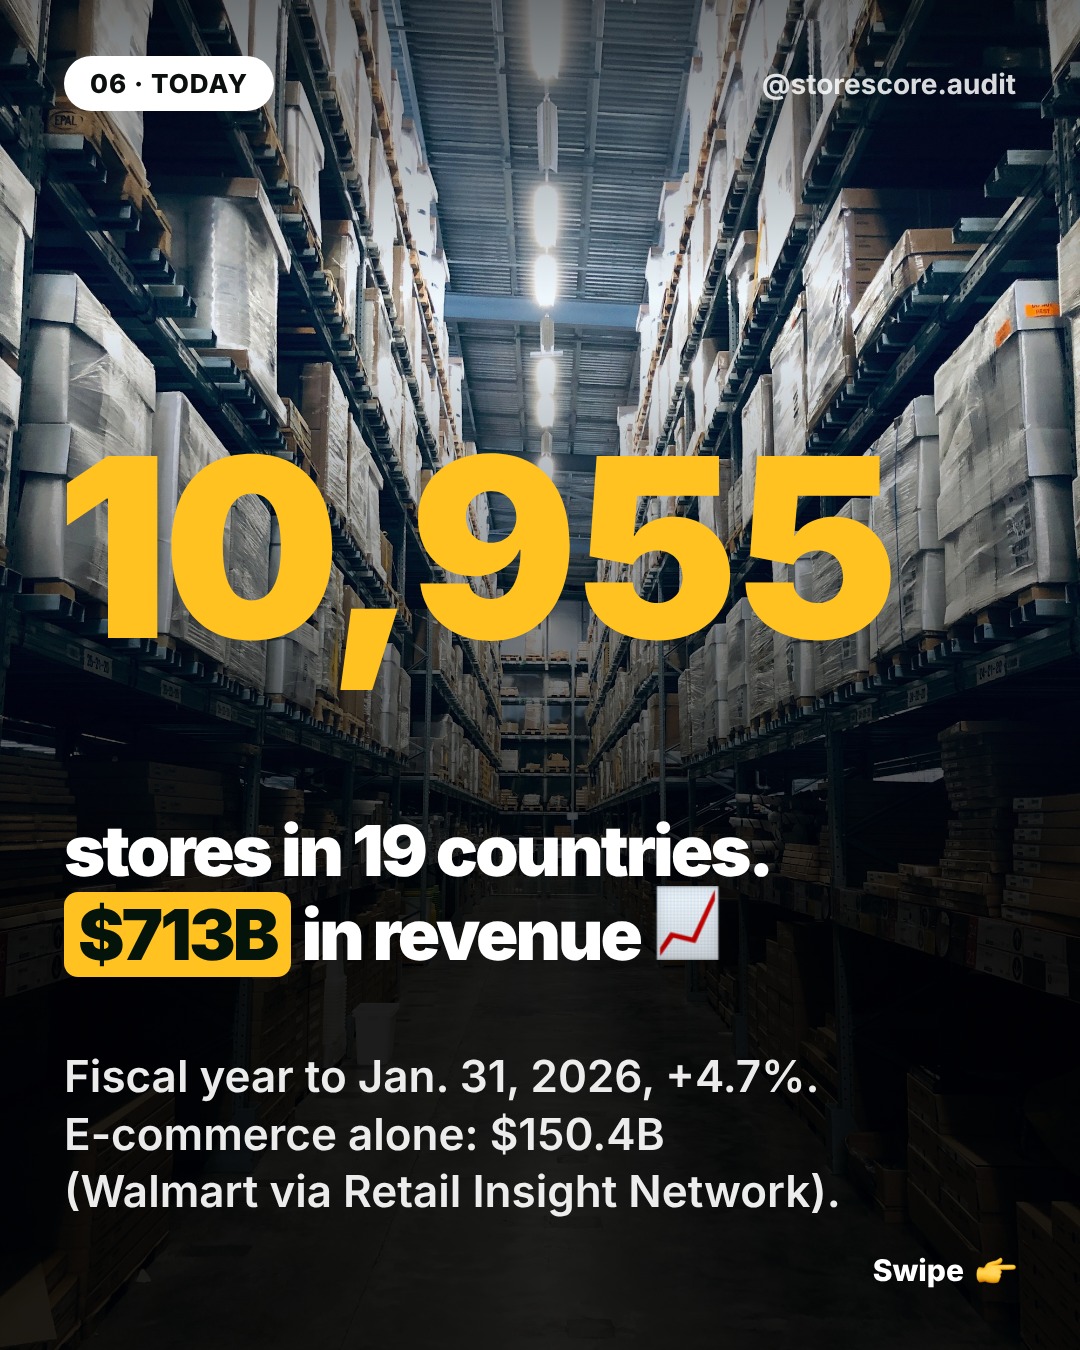 06 · TODAY
@storescore.audit
EPAL
10,955
stores in 19 countries.
$713B in revenue 📈
Fiscal year to Jan. 31, 2026, +4.7%.
E-commerce alone: $150.4B
(Walmart via Retail Insight Network).
Swipe 👉